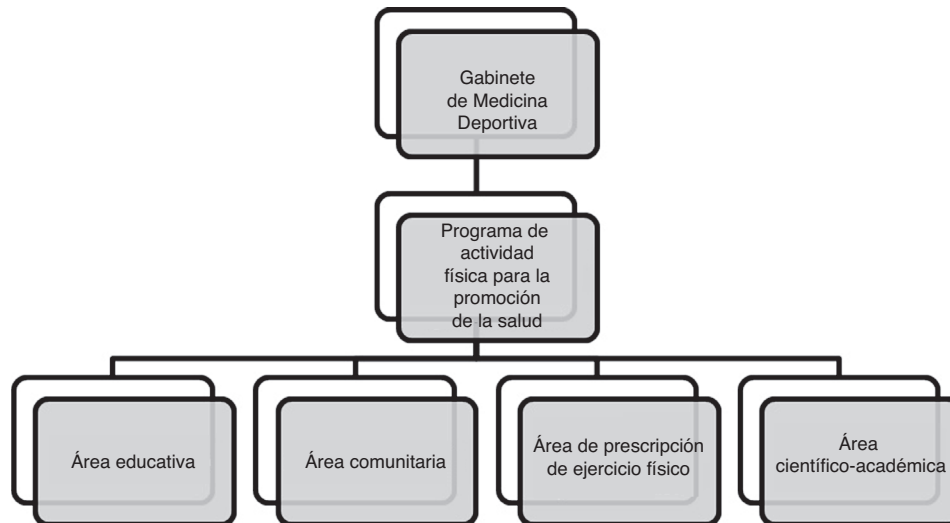 Gabinete
de Medicina
Deportiva
Programa de
actividad
física para la
promoción
de la salud
Área educativa
Área comunitaria
Área de prescripción
de ejercicio físico
Área
científico-académica